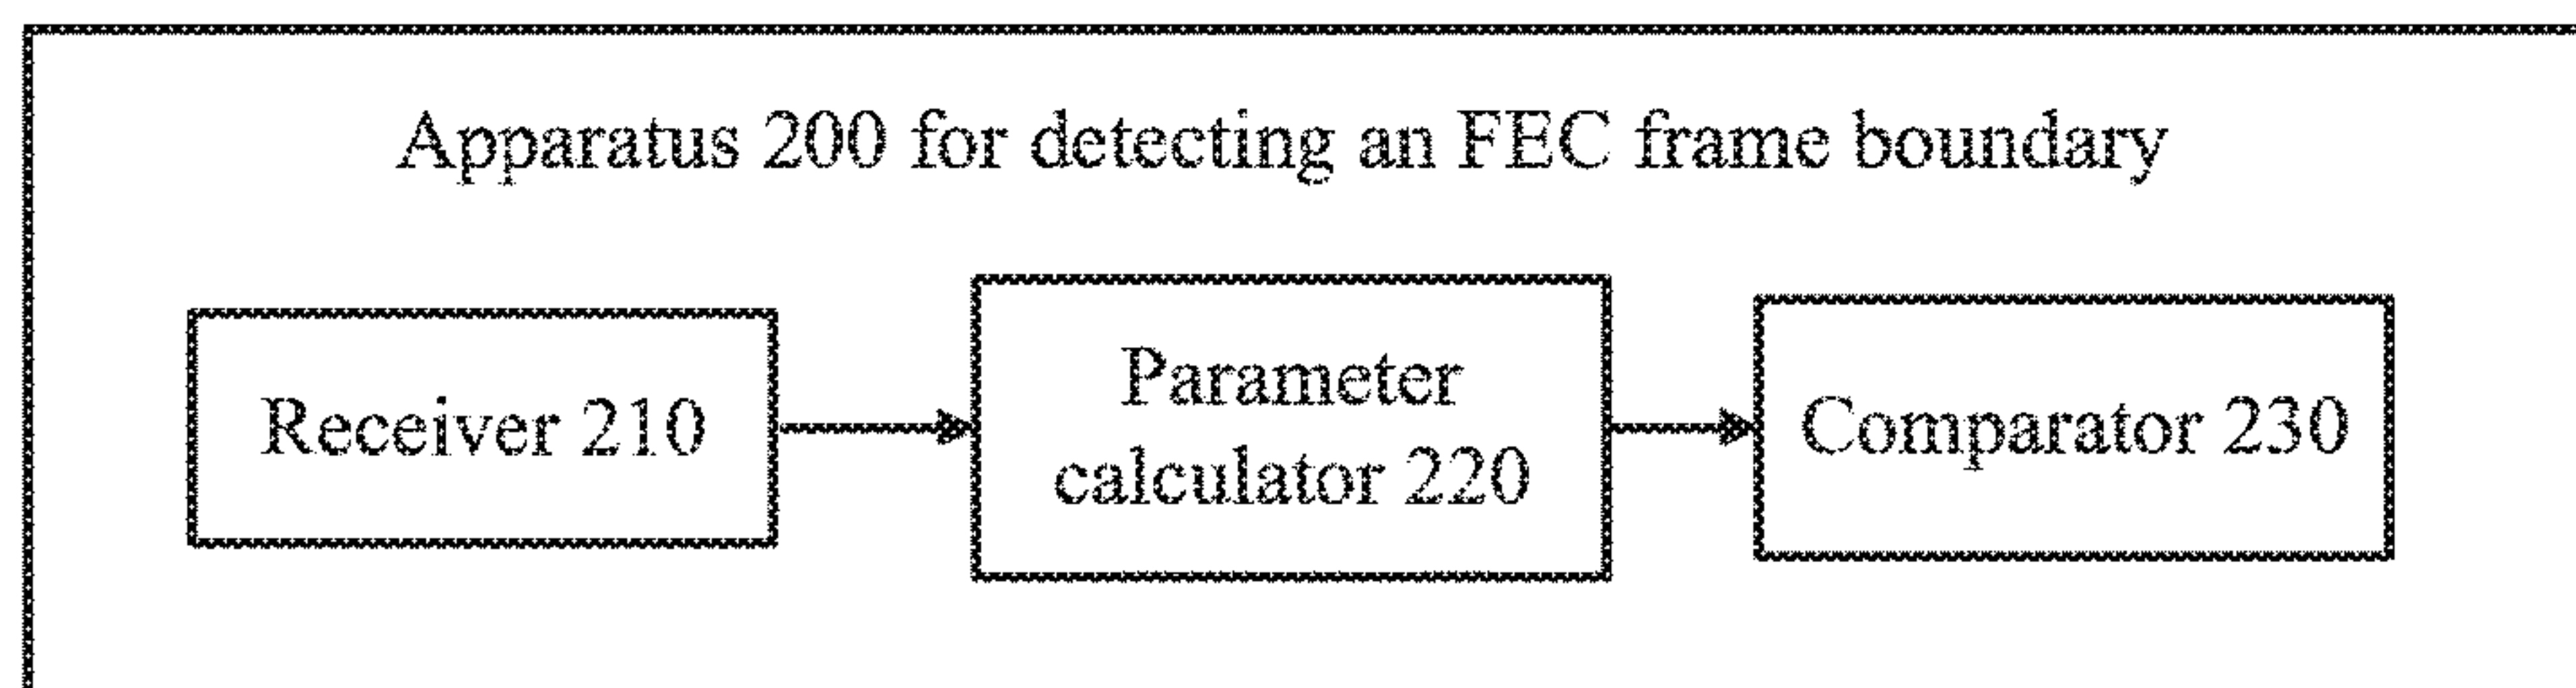 Apparatus 200 for detecting an FEC frame boundary
Receiver 210
Parameter
calculator 220
Comparator 230